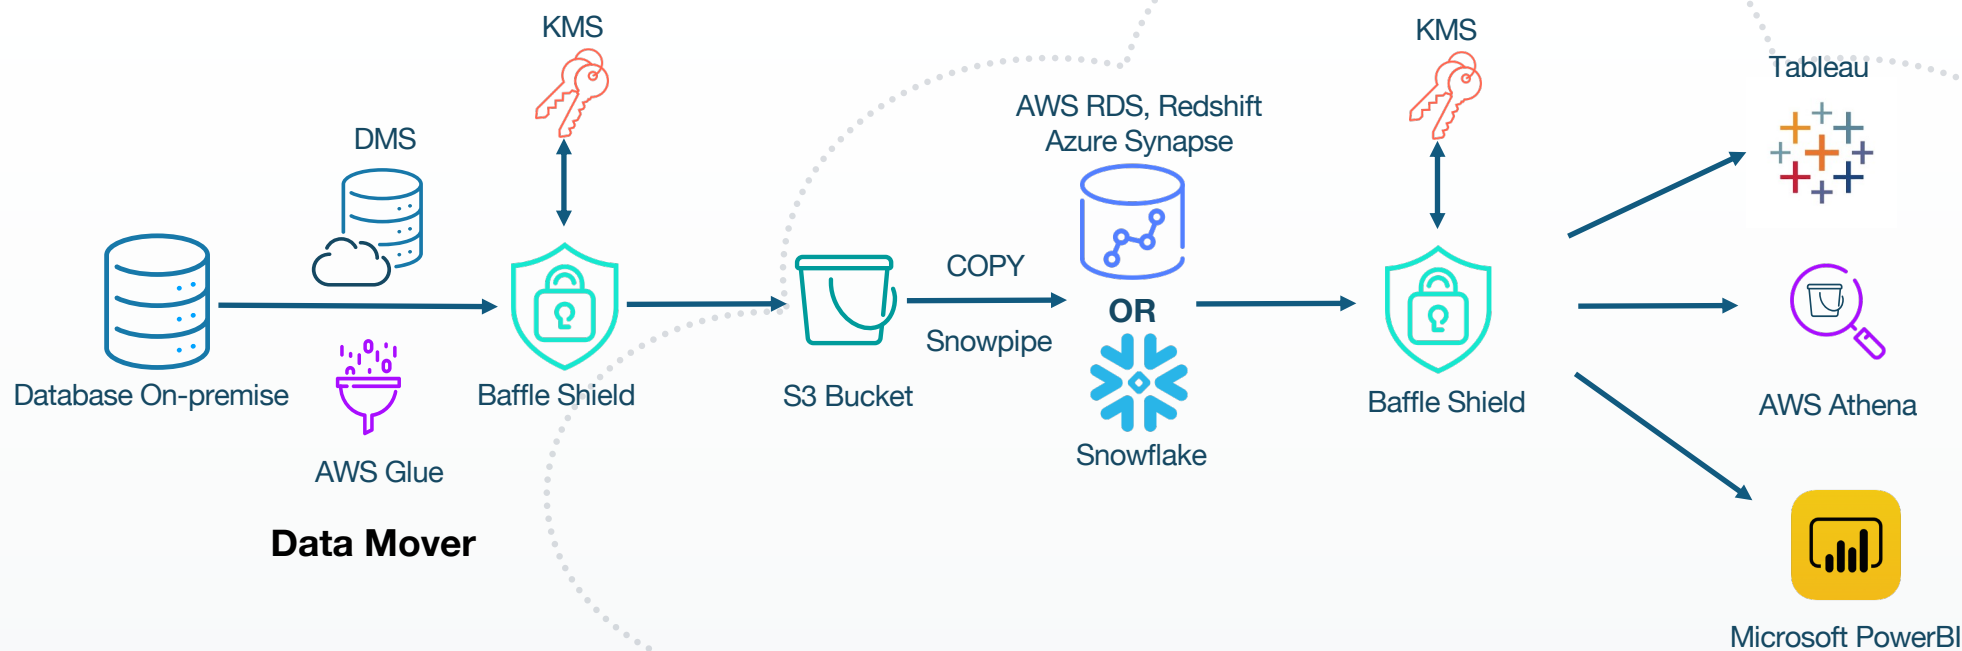 KMS
DMS
Database On-premise
AWS Glue
Data Mover
Baffle Shield
S3 Bucket
COPY
Snowpipe
AWS RDS, Redshift
Azure Synapse
OR
Snowflake
KMS
Baffle Shield
Tableau
AWS Athena
Microsoft PowerBI